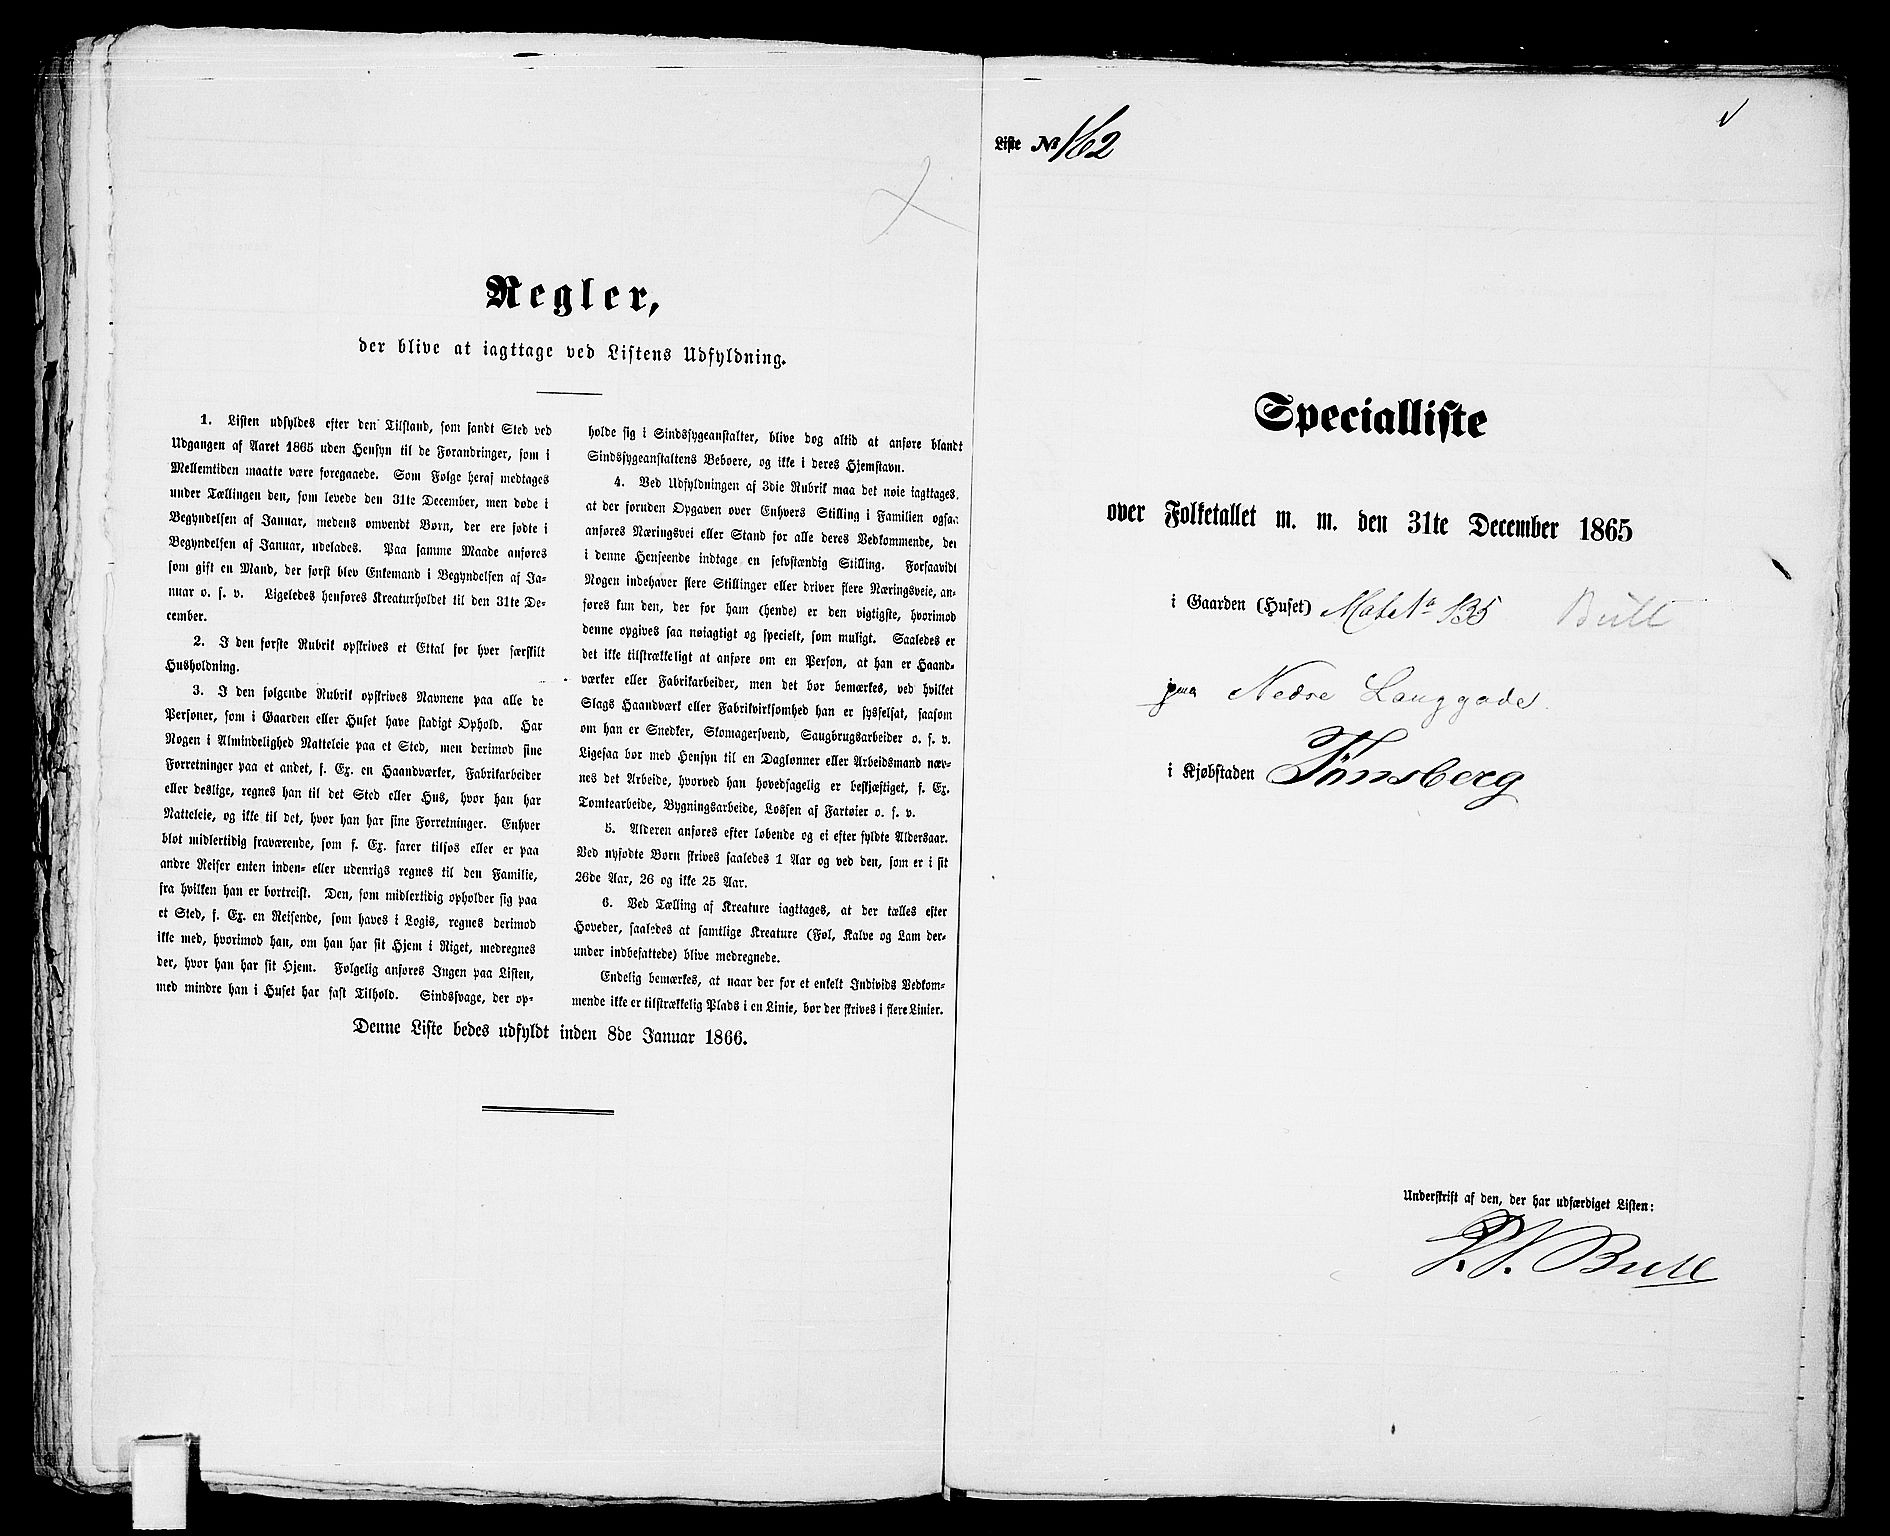 Regler,
der blive at iagttage ved Listens Udfyldning.
1. Listen udfyldes efter den Tilstand, som fandt Sted ved
Udgangen af Aaret 1865 uden Hensyn til de Forandringer, som i
Mellemtiden maatte være foregaaede. Som Følge heraf medtages
under Tællingen den, som levede den 31te December, men døde i
Begyndelsen af Januar, medens omvendt Børn, der ere fødte i
Begyndelsen af Januar, udelades. Paa samme Maade anføres
som gift en Mand, der først blev Enkemand i Begyndelsen af Ja-
nuar o. s. v. Ligeledes henføres Kreaturholdet til den 31te De-
cember.
2. I den første Rubrik opskrives et Ettal for hver særskilt
Husholdning.
3. I den følgende Rubrik opskrives Navnene paa alle de
Personer, som i Gaarden eller Huset have stadigt Ophold. Har
Nogen i Almindelighed Natteleie paa et Sted, men derimod sine
Forretninger paa et andet, f. Ex. en Haandværker, Fabrikarbeider
eller deslige, regnes han til det Sted eller Hus, hvor han har
Natteleie, og ikke til det, hvor han har sine Forretninger. Enhver
blot midlertidig fraværende, som f. Ex. farer tilsøs eller er paa
andre Reiser enten inden- eller udenrigs regnes til den Familie,
fra hvilken han er bortreist. Den, som midlertidig opholder sig paa
et Sted, f. Ex. en Reisende, som haves i Logis, regnes derimod
ikke med, hvorimod han, om han har sit Hjem i Riget, medregnes
der, hvor han har sit Hjem. Følgelig anføres Ingen paa Listen,
med mindre han i Huset har fast Tilhold. Sindssvage, der op-
holde sig i Sindssygeanstalter, blive dog altid at anføre blandt
Sindssygeanstaltens Beboere, og ikke i deres Hjemstavn.
4. Ved Udfyldningen af 3die Rubrik maa det nøie iagttages,
at der foruden Opgaven over Enhvers Stilling i Familien ogsaa
anføres Næringsvei eller Stand for alle deres Vedkommende, der
i denne Henseende indtage en selvstændig Stilling. Forsaavidt
Nogen indehaver flere Stillinger eller driver flere Næringsveie, an-
føres kun den, der for ham (hende) er den vigtigste, hvorimod
denne opgives saa nøiagtigt og specielt, som muligt. Saaledes er
det ikke tilstrækkeligt at anføre om en Person, at han er Haand-
værker eller Fabrikarbeider, men det bør bemærkes, ved hvilket
Slags Haandværk eller Fabrikvirksomhed han er sysselsat, saasom
om han er Snedker, Skomagersvend, Saugbrugsarbeider o. s. v.
Ligesaa bør med Hensyn til en Daglønner eller Arbeidsmand næv-
nes det Arbeide, hvorved han hovedsagelig er beskjæftiget, f. Ex.
Tomtearbeide, Bygningsarbeide, Lossen af Fartøier o. s. v.
5. Alderen anføres efter løbende og ei efter fyldte Aldersaar.
Ved nyfødte Børn skrives saaledes 1 Aar og ved den, som er i sit
26de Aar, 26 og ikke 25 Aar.
6. Ved Tælling af Kreature iagttages, at der tælles efter
Hoveder, saaledes at samtlige Kreature (Føl, Kalve og Lam der-
under indbefattede) blive medregnede.
Endelig bemærkes, at naar der for et enkelt Individs Vedkom-
mende ikke er tilstrækkelig Plads i en Linie, bør der skrives i flere Linier.
Denne Liste bedes udfyldt inden 8de Januar 1866.
Liste № 162
Specialliste
over Folketallet m. m. den 31te December 1865
i Gaarden (Huset) Mat No 135 Bull
paa Nedre Langgade.
i Kjøbstaden Tønsberg
Underskrift af den, der har udfærdiget Listen:
Bull